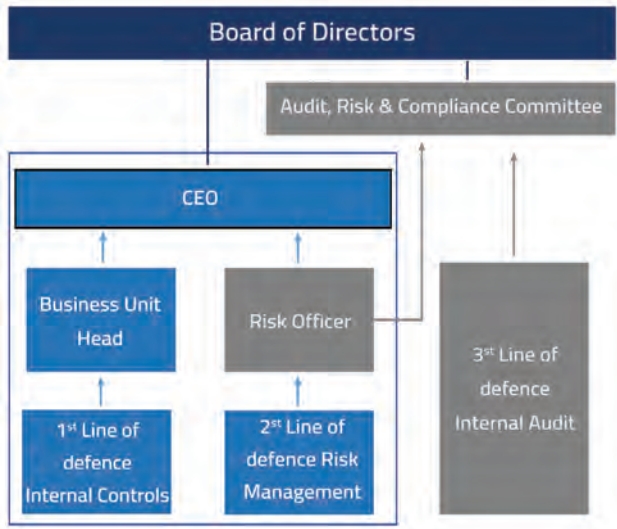 Board of Directors
Audit, Risk & Compliance Committee
CEO
Business Unit
Head
Risk Officer
3st Line of
defence
Internal Audit
1st Line of
defence
Internal Controls
2st Line of
defence Risk
Management